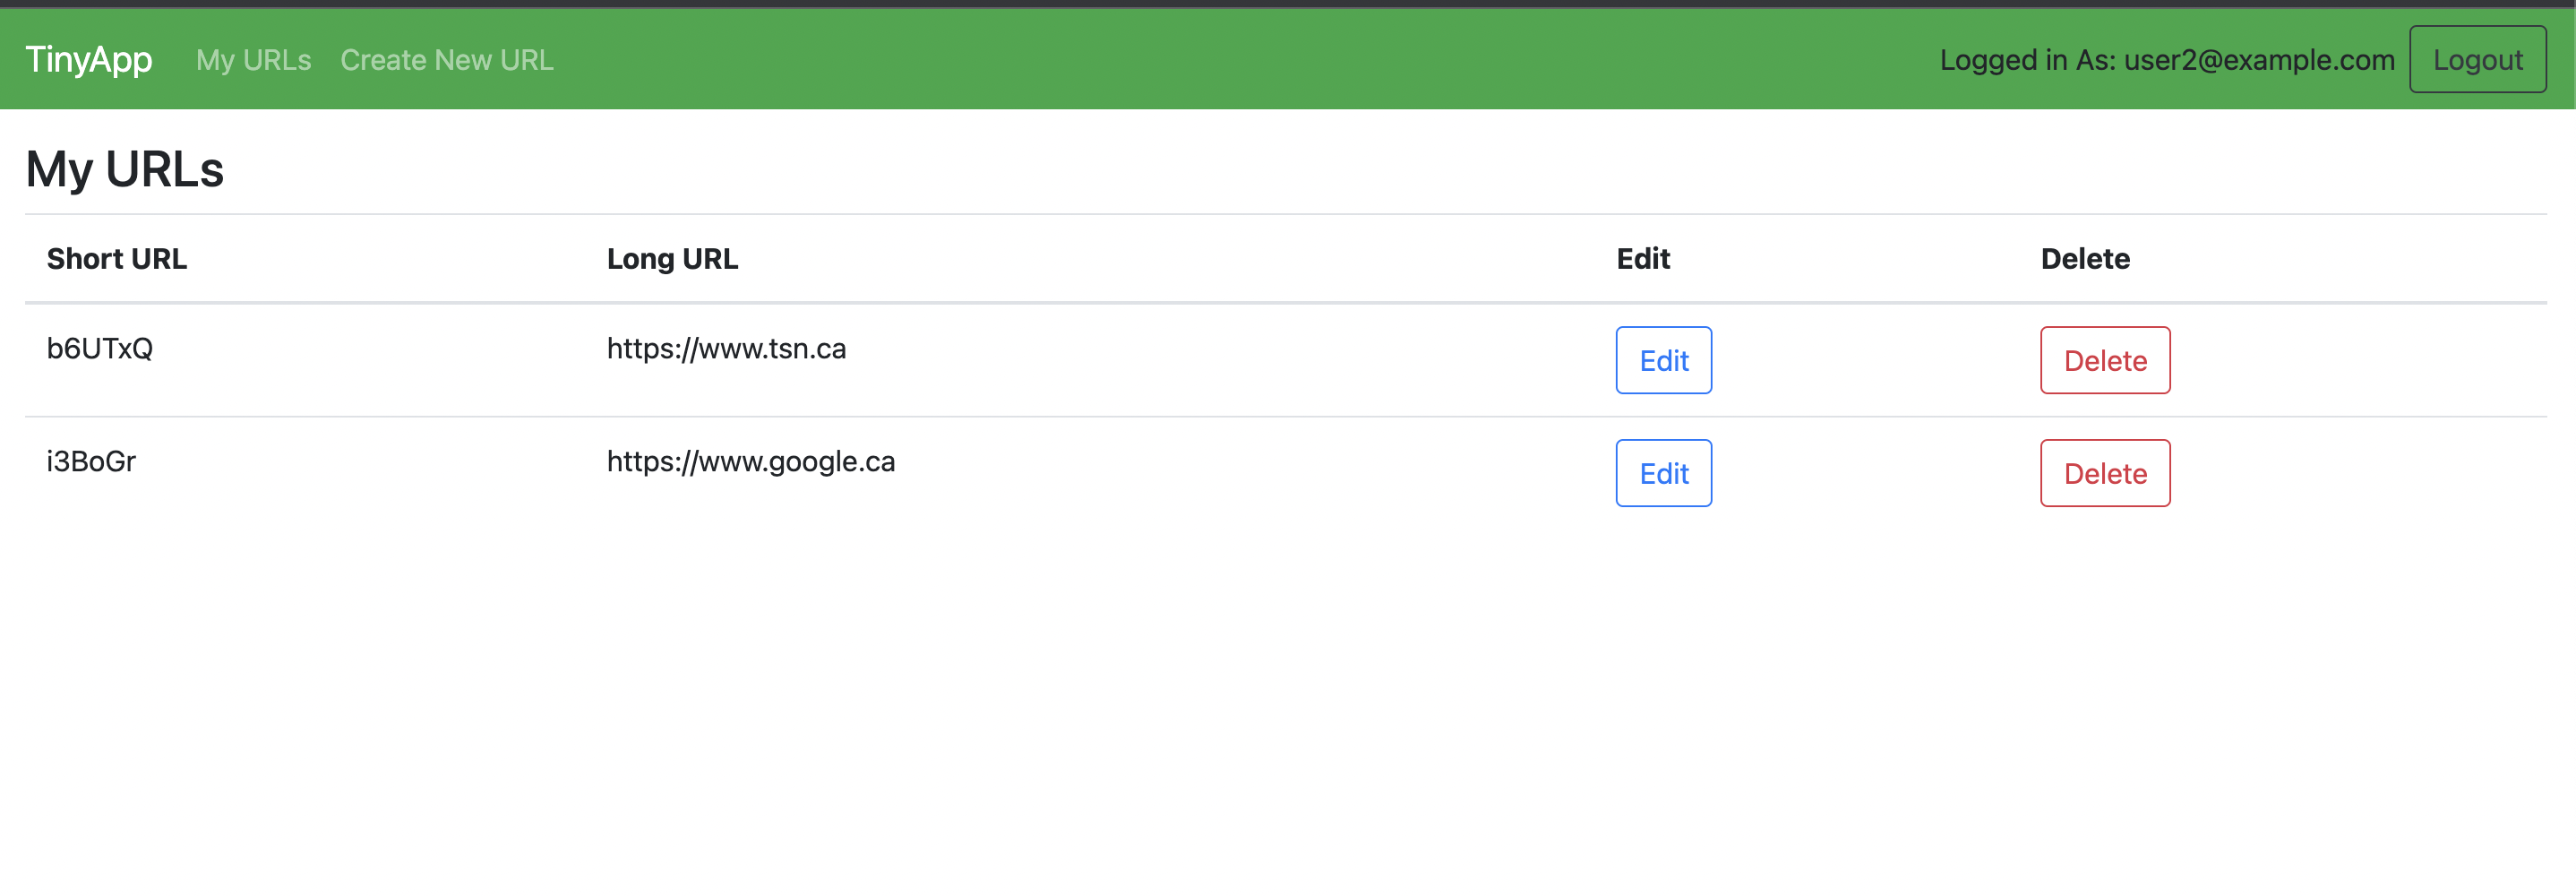 TinyApp My URLs Create New URL Logged in As: user2@example.com Logout
My URLs
Short URL Long URL Edit Delete
b6UTxQ https://www.tsn.ca Edit Delete
i3BoGr https://www.google.ca Edit Delete